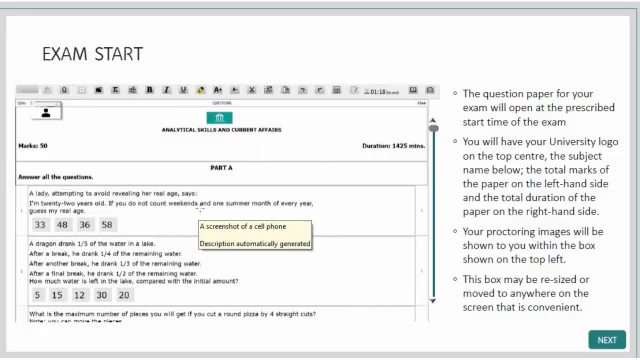 EXAM START
01:18
QUESTIONS
ANALYTICAL SKILLS AND CURRENT AFFAIRS
Marks: 50
Duration: 1425 mins.
PART A
Answer all the questions.
A lady, attempting to avoid revealing her real age, says:
I'm twenty-two years old. If you do not count weekends and one summer month of every year,
guess my real age.
33 48 36 58
A screenshot of a cell phone
Description automatically generated
A dragon drank 1/5 of the water in a lake.
After a break, he drank 1/4 of the remaining water.
After another break, he drank 1/3 of the remaining water.
After a final break, he drank 1/2 of the remaining water.
How much water is left in the lake, compared with the initial amount?
5 15 12 30 20
What is the maximum number of pieces you will get if you cut a round pizza by 4 straight cuts?
Note: you can move the pieces
The question paper for your
exam will open at the prescribed
start time of the exam
You will have your University logo
on the top centre, the subject
name below; the total marks of
the paper on the left-hand side
and the total duration of the
paper on the right-hand side.
Your proctoring images will be
shown to you within the box
shown on the top left.
This box may be re-sized or
moved to anywhere on the
screen that is convenient.
NEXT